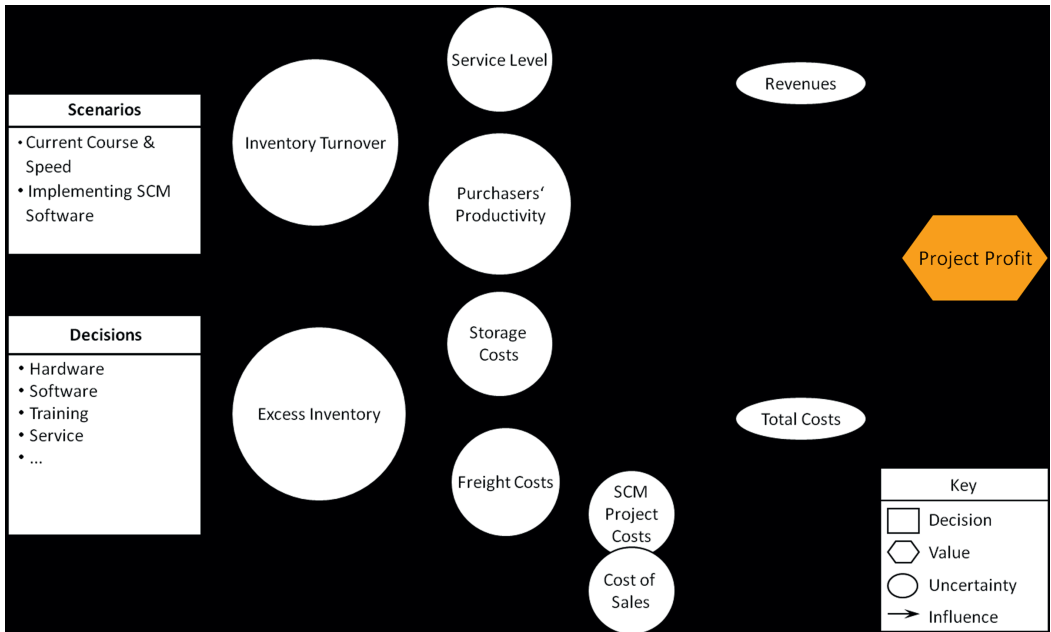 Scenarios
• Current Course &
Speed
• Implementing SCM
Software
Decisions
• Hardware
• Software
• Training
• Service
• ...
Inventory Turnover
Excess Inventory
Service Level
Purchasers‘
Productivity
Storage
Costs
Freight Costs
SCM
Project
Costs
Cost of
Sales
Revenues
Total Costs
Project Profit
Key
Decision
Value
Uncertainty
Influence